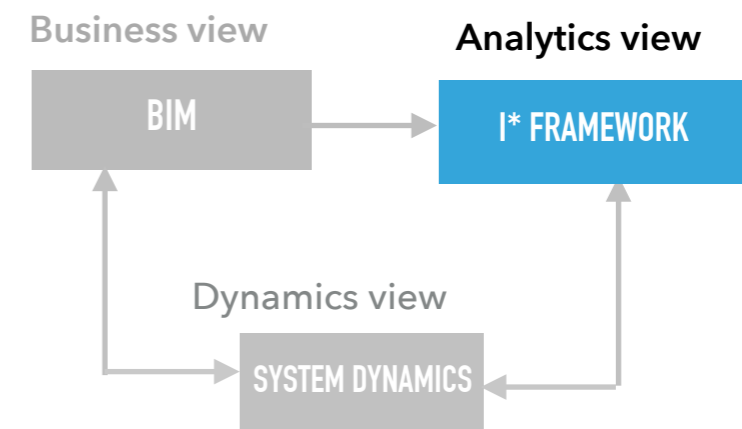 Business view
Analytics view
BIM
I* FRAMEWORK
Dynamics view
SYSTEM DYNAMICS